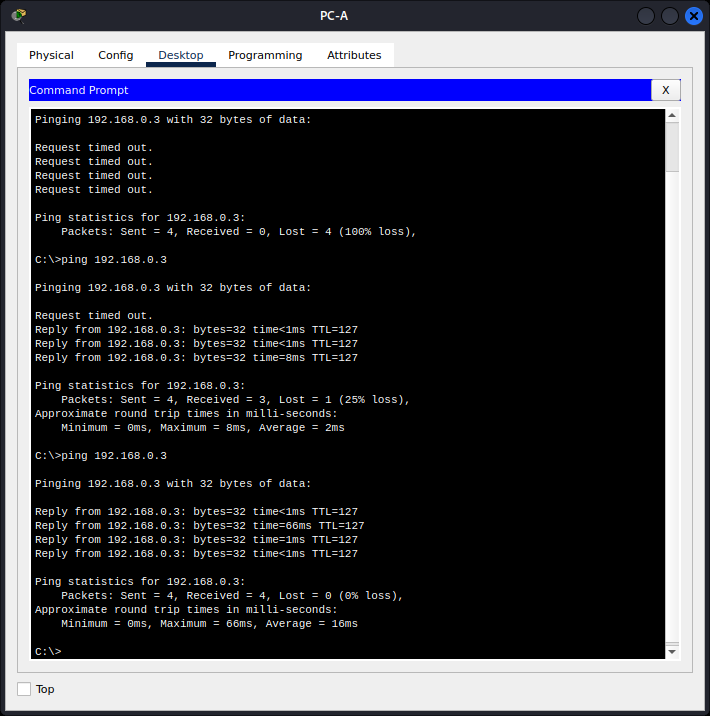 PC-A
Physical Config Desktop Programming Attributes
Command Prompt X
Pinging 192.168.0.3 with 32 bytes of data:
Request timed out.
Request timed out.
Request timed out.
Request timed out.
Ping statistics for 192.168.0.3:
    Packets: Sent = 4, Received = 0, Lost = 4 (100% loss),
C:\>ping 192.168.0.3
Pinging 192.168.0.3 with 32 bytes of data:
Request timed out.
Reply from 192.168.0.3: bytes=32 time<1ms TTL=127
Reply from 192.168.0.3: bytes=32 time<1ms TTL=127
Reply from 192.168.0.3: bytes=32 time=8ms TTL=127
Ping statistics for 192.168.0.3:
    Packets: Sent = 4, Received = 3, Lost = 1 (25% loss),
Approximate round trip times in milli-seconds:
    Minimum = 0ms, Maximum = 8ms, Average = 2ms
C:\>ping 192.168.0.3
Pinging 192.168.0.3 with 32 bytes of data:
Reply from 192.168.0.3: bytes=32 time<1ms TTL=127
Reply from 192.168.0.3: bytes=32 time=66ms TTL=127
Reply from 192.168.0.3: bytes=32 time=1ms TTL=127
Reply from 192.168.0.3: bytes=32 time<1ms TTL=127
Ping statistics for 192.168.0.3:
    Packets: Sent = 4, Received = 4, Lost = 0 (0% loss),
Approximate round trip times in milli-seconds:
    Minimum = 0ms, Maximum = 66ms, Average = 16ms
C:\>
Top